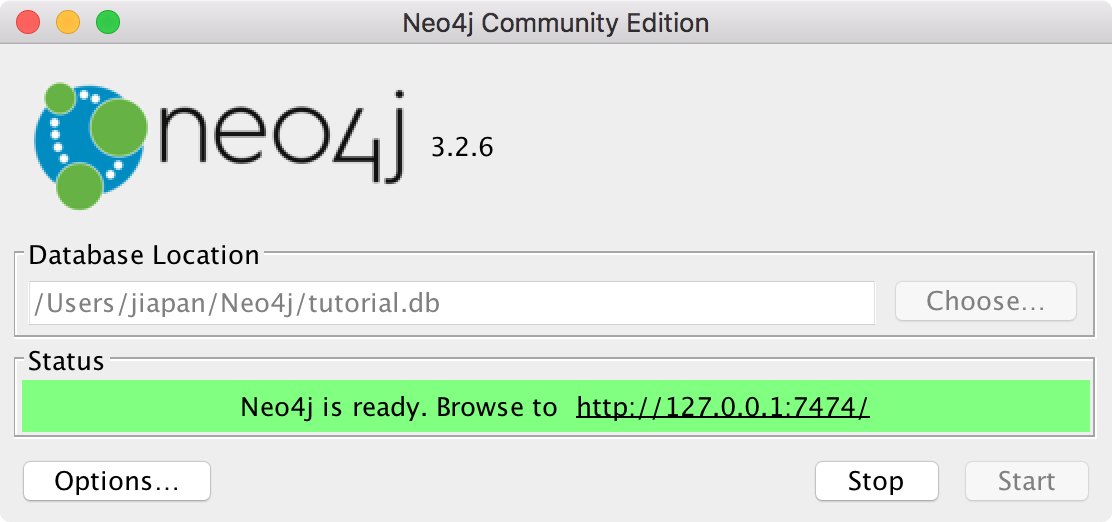 Neo4j Community Edition
neo4j 3.2.6
Database Location
/Users/jiapan/Neo4j/tutorial.db Choose...
Status
Neo4j is ready. Browse to http://127.0.0.1:7474/
Options... Stop Start